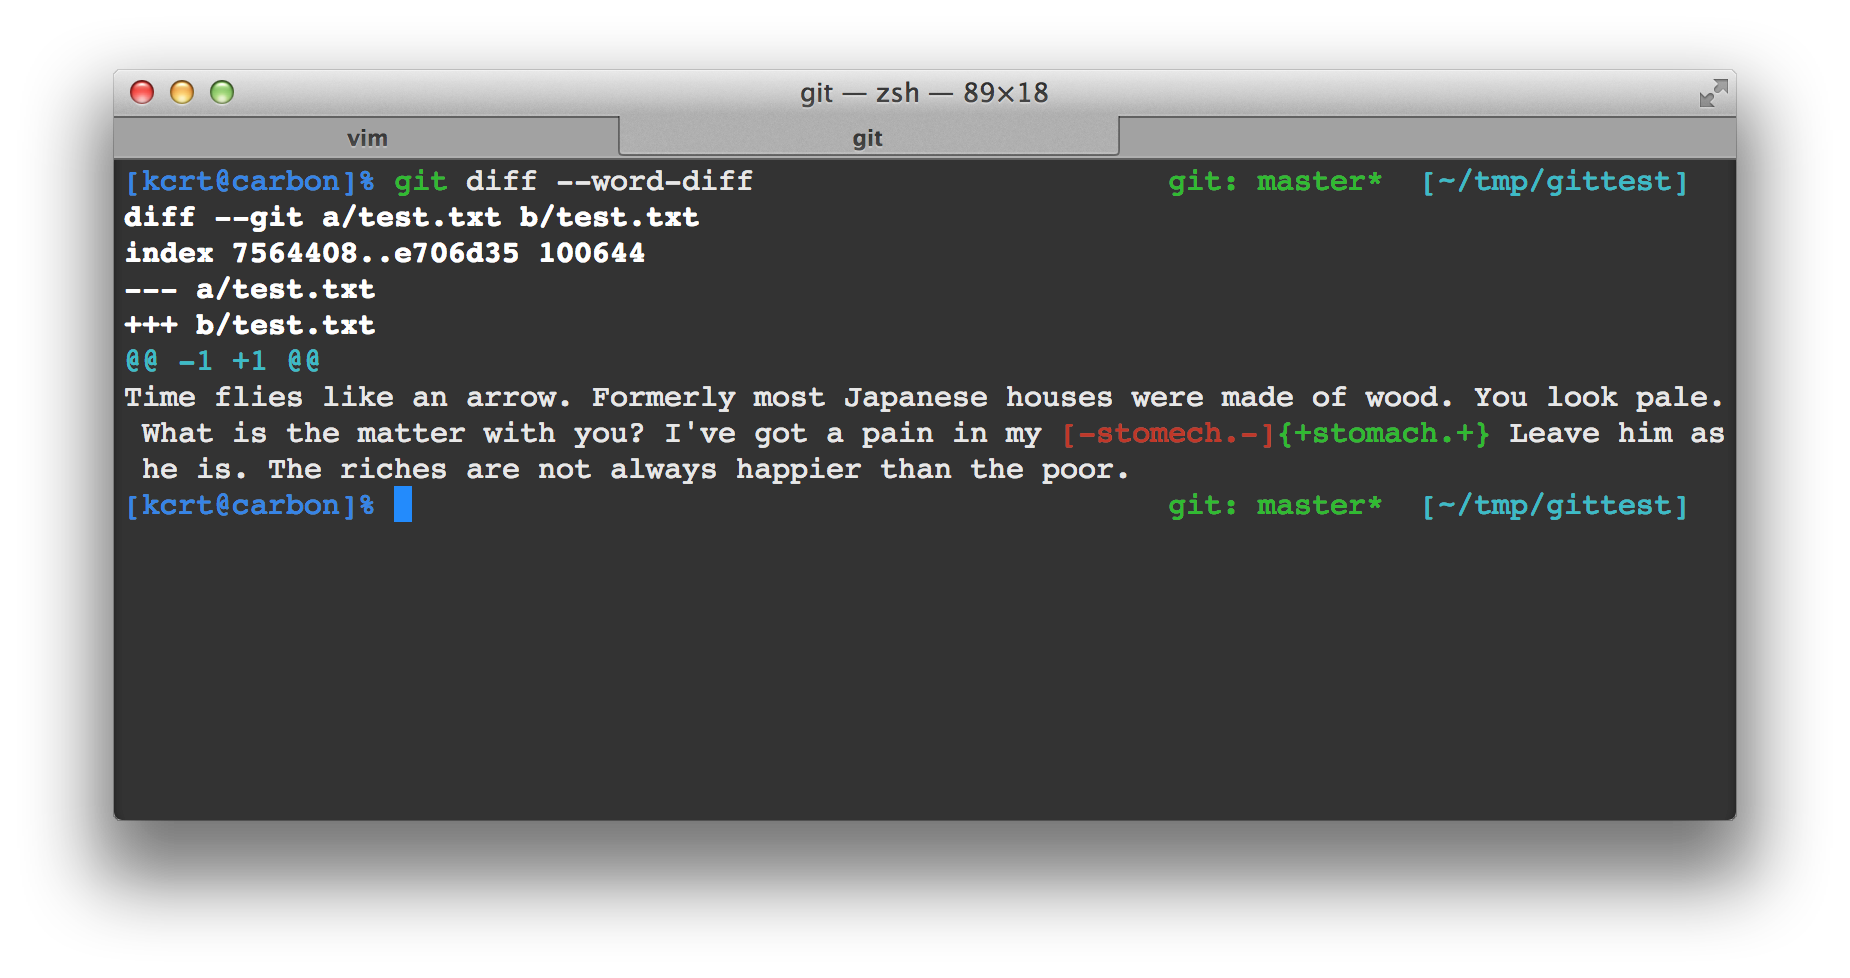 git — zsh — 89×18
vim git
[kcrt@carbon]% git diff --word-diff git: master* [~/tmp/gittest]
diff --git a/test.txt b/test.txt
index 7564408..e706d35 100644
--- a/test.txt
+++ b/test.txt
@@ -1 +1 @@
Time flies like an arrow. Formerly most Japanese houses were made of wood. You look pale.
What is the matter with you? I've got a pain in my [-stomech.-]{+stomach.+} Leave him as
he is. The riches are not always happier than the poor.
[kcrt@carbon]% git: master* [~/tmp/gittest]